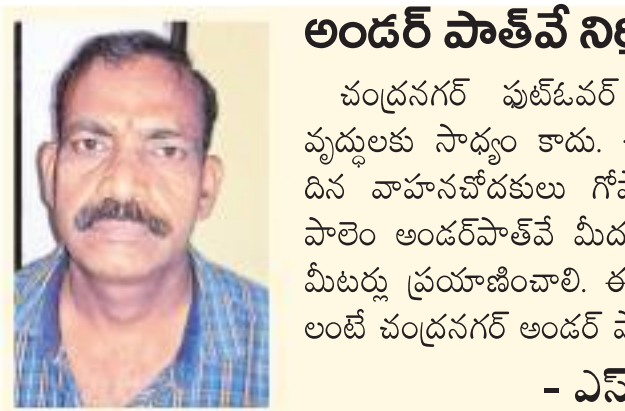 అండర్ పాత్‌వే
చంద్రనగర్ ఫుట్‌ఓవర్
వృద్ధులకు సాధ్యం కాదు.
దిన వాహనచోదకులు
పాలెం అండర్‌పాత్‌వే
మీటర్లు ప్రయాణించాలి.
లంటే చంద్రనగర్ అండర్
-